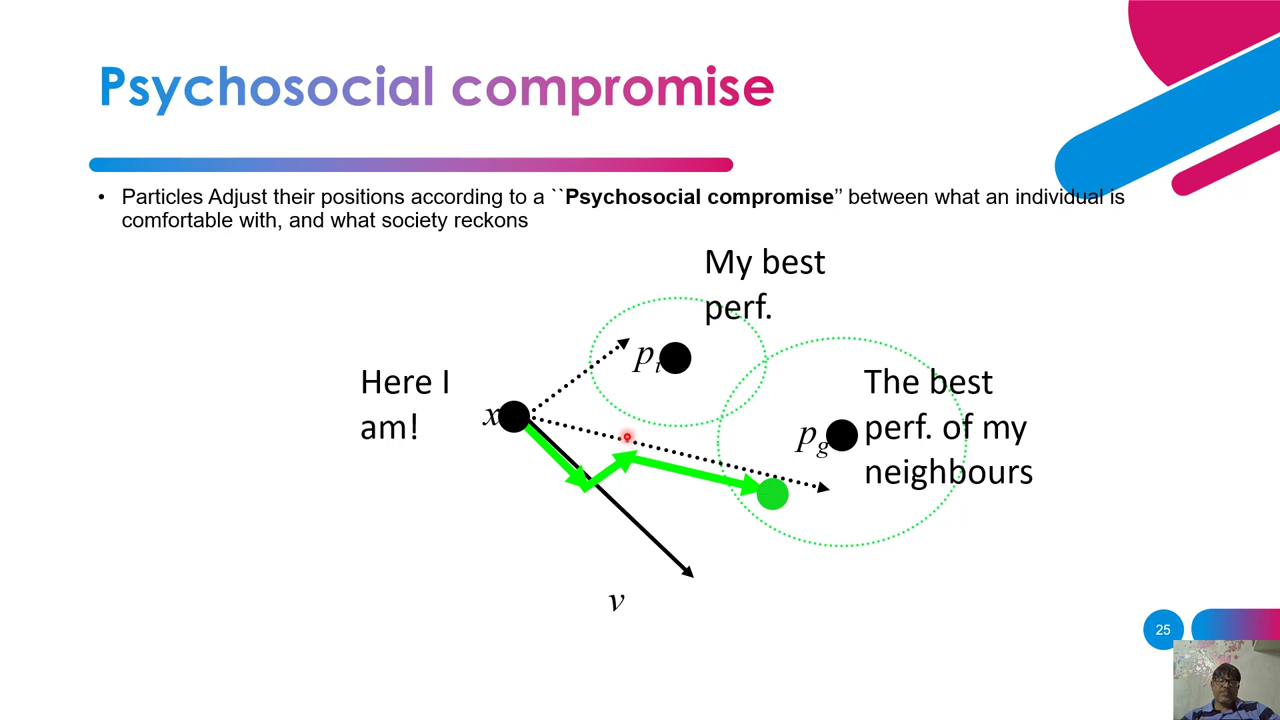 Psychosocial compromise
• Particles Adjust their positions according to a ``Psychosocial compromise’’ between what an individual is
comfortable with, and what society reckons
My best
perf.
p i
Here I
am!
x
The best
perf. of my
neighbours
p g
v
25